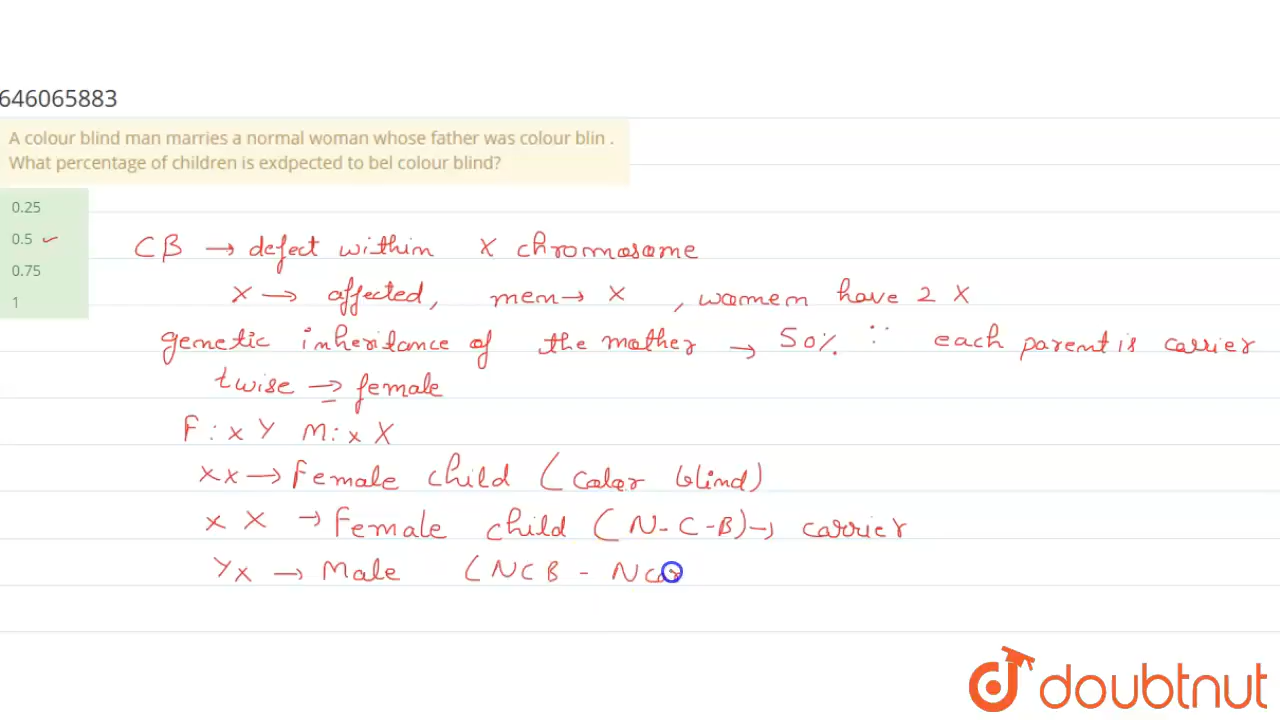 646065883
A colour blind man marries a normal woman whose father was colour blin .
What percentage of children is exdpected to bel colour blind?
0.25
0.5 ✓
0.75
1
CB → defect within X chromosome
x → affected, men → X , women have 2 X
genetic inheritance of the mother → 50% ∵ each parent is carrier
twise → female
F : x Y M : x X
xx → Female child (color blind)
x X → Female child (N-C-B) → carrier
Yx → Male (NCB - NCar
doubtnut